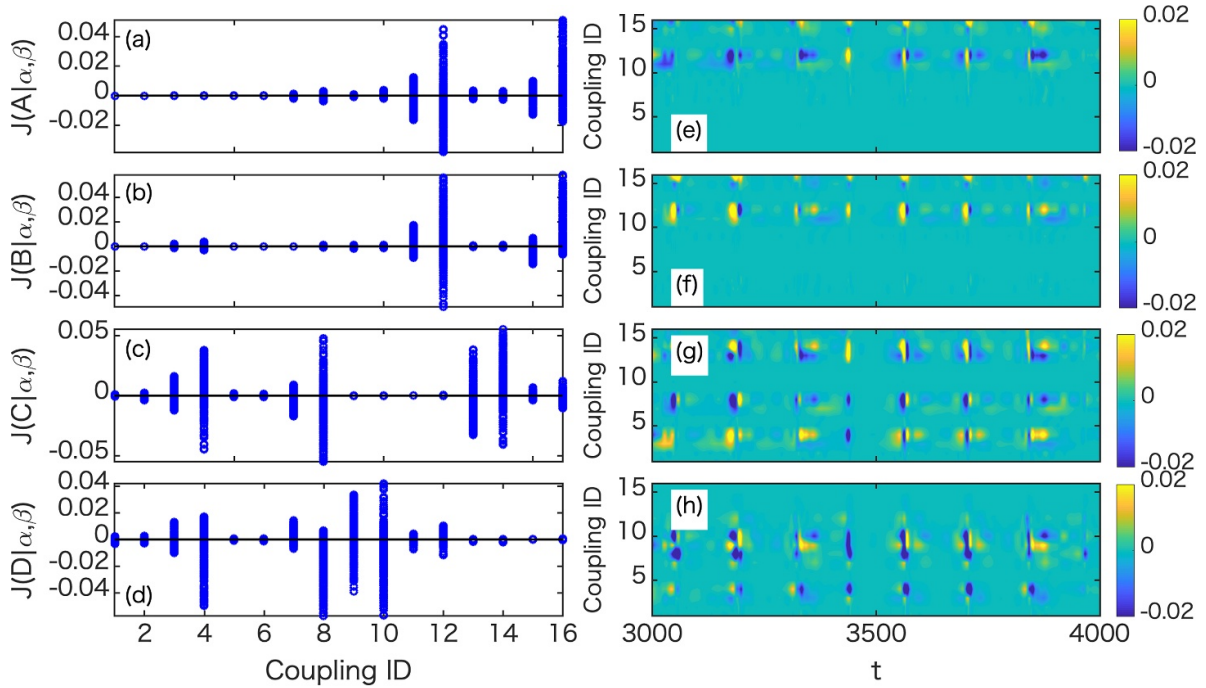 (a)
J(A|α,β)
0.04
0.02
0
-0.02
(b)
J(B|α,β)
0.04
0.02
0
-0.02
-0.04
(c)
J(C|α,β)
0.05
0
-0.05
(d)
J(D|α,β)
0.04
0.02
0
-0.02
-0.04
2 4 6 8 10 12 14 16
Coupling ID
(e)
Coupling ID
15
10
5
0.02
0
-0.02
(f)
Coupling ID
15
10
5
0.02
0
-0.02
(g)
Coupling ID
15
10
5
0.02
0
-0.02
(h)
Coupling ID
15
10
5
0.02
0
-0.02
3000 3500 4000
t